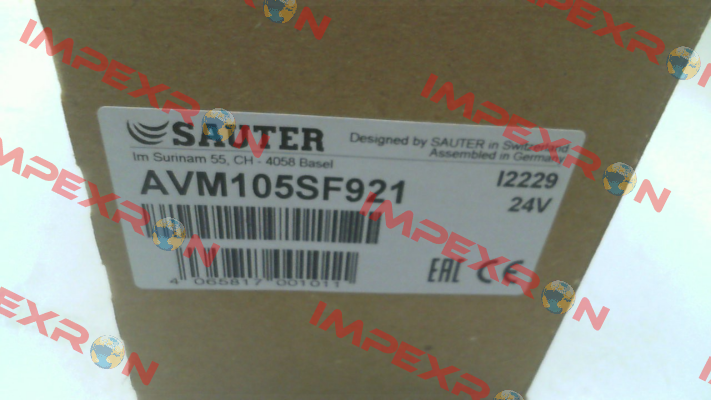 SAUTER
Designed by SAUTER in Switzerland
Assembled in Germany
Im Surinam 55, CH - 4058 Basel
AVM105SF921
I2229
24V
EAC CE
4 065817 001011
IMPEXRON
IMPEXRON
IMPEXRON
IMPEXRON
IMPEXRON
IMPEXRON